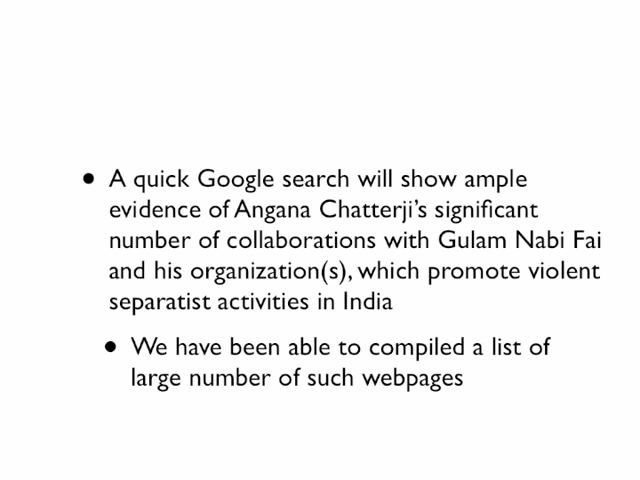 • A quick Google search will show ample
evidence of Angana Chatterji's significant
number of collaborations with Gulam Nabi Fai
and his organization(s), which promote violent
separatist activities in India
• We have been able to compiled a list of
large number of such webpages